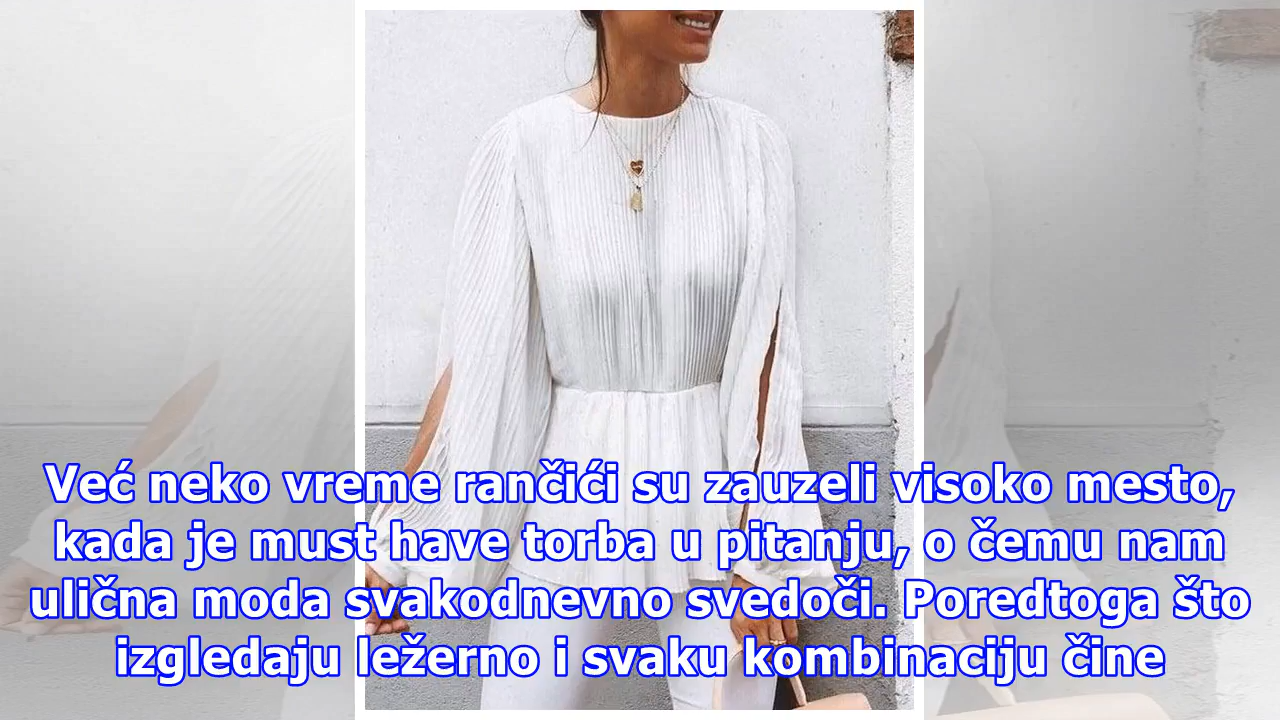 Već neko vreme rančići su zauzeli visoko mesto,
kada je must have torba u pitanju, o čemu nam
ulična moda svakodnevno svedoči. Poredtoga što
izgledaju ležerno i svaku kombinaciju čine